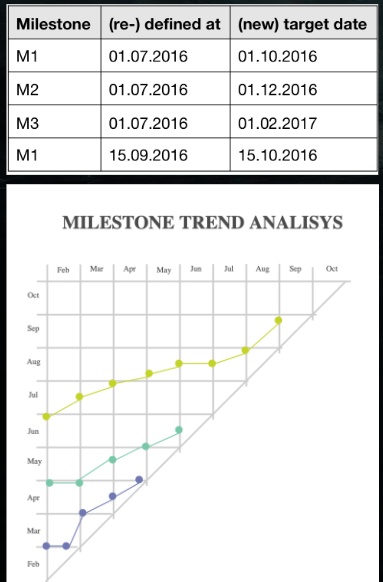 Milestone (re-) defined at (new) target date
M1 01.07.2016 01.10.2016
M2 01.07.2016 01.12.2016
M3 01.07.2016 01.02.2017
M1 15.09.2016 15.10.2016
MILESTONE TREND ANALISYS
Feb Mar Apr May Jun Jul Aug Sep Oct
Oct
Sep
Aug
Jul
Jun
May
Apr
Mar
Feb